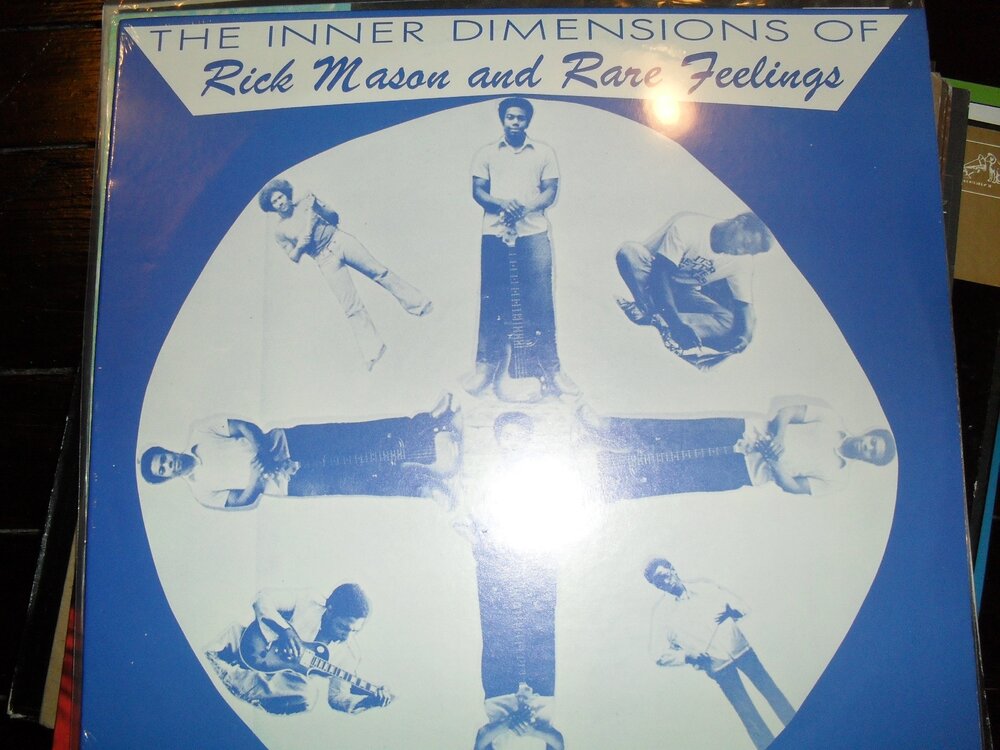 THE INNER DIMENSIONS OF
Rick Mason and Rare Feelings